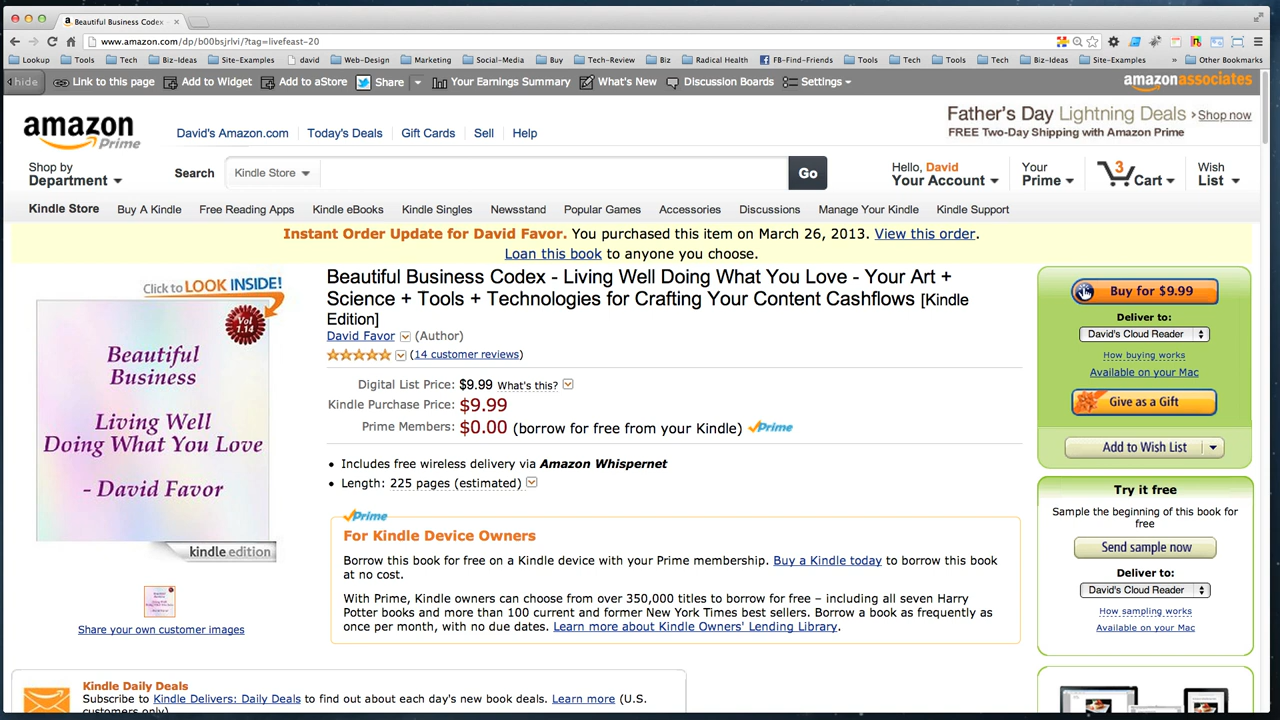 Beautiful Business Codex
www.amazon.com/dp/b00bsjrlvi/?tag=livefeast-20
Lookup Tools Tech Biz-Ideas Site-Examples david Web-Design Marketing Social-Media Buy Tech-Review Biz Radical Health FB-Find-Friends Tools Tools Tech Biz-Ideas Site-Examples » Other Bookmarks
hide Link to this page Add to Widget Add to aStore Share Your Earnings Summary What's New Discussion Boards Settings amazonassociates
amazon Prime
David's Amazon.com Today's Deals Gift Cards Sell Help
Father's Day Lightning Deals > Shop now
FREE Two-Day Shipping with Amazon Prime
Shop by Department
Search Kindle Store Go
Hello, David Your Account
Your Prime
3 Cart
Wish List
Kindle Store Buy A Kindle Free Reading Apps Kindle eBooks Kindle Singles Newsstand Popular Games Accessories Discussions Manage Your Kindle Kindle Support
Instant Order Update for David Favor. You purchased this item on March 26, 2013. View this order.
Loan this book to anyone you choose.
Click to LOOK INSIDE!
Vol 1.14
Beautiful
Business
Living Well
Doing What You Love
- David Favor
kindle edition
Share your own customer images
Beautiful Business Codex - Living Well Doing What You Love - Your Art +
Science + Tools + Technologies for Crafting Your Content Cashflows [Kindle
Edition]
David Favor (Author)
(14 customer reviews)
Digital List Price: $9.99 What's this?
Kindle Purchase Price: $9.99
Prime Members: $0.00 (borrow for free from your Kindle) Prime
• Includes free wireless delivery via Amazon Whispernet
• Length: 225 pages (estimated)
Prime
For Kindle Device Owners
Borrow this book for free on a Kindle device with your Prime membership. Buy a Kindle today to borrow this book
at no cost.
With Prime, Kindle owners can choose from over 350,000 titles to borrow for free – including all seven Harry
Potter books and more than 100 current and former New York Times best sellers. Borrow a book as frequently as
once per month, with no due dates. Learn more about Kindle Owners' Lending Library.
Buy for $9.99
Deliver to:
David's Cloud Reader
How buying works
Available on your Mac
Give as a Gift
Add to Wish List
Try it free
Sample the beginning of this book for
free
Send sample now
Deliver to:
David's Cloud Reader
How sampling works
Available on your Mac
Kindle Daily Deals
Subscribe to Kindle Delivers: Daily Deals to find out about each day's new book deals. Learn more (U.S.
customers only)